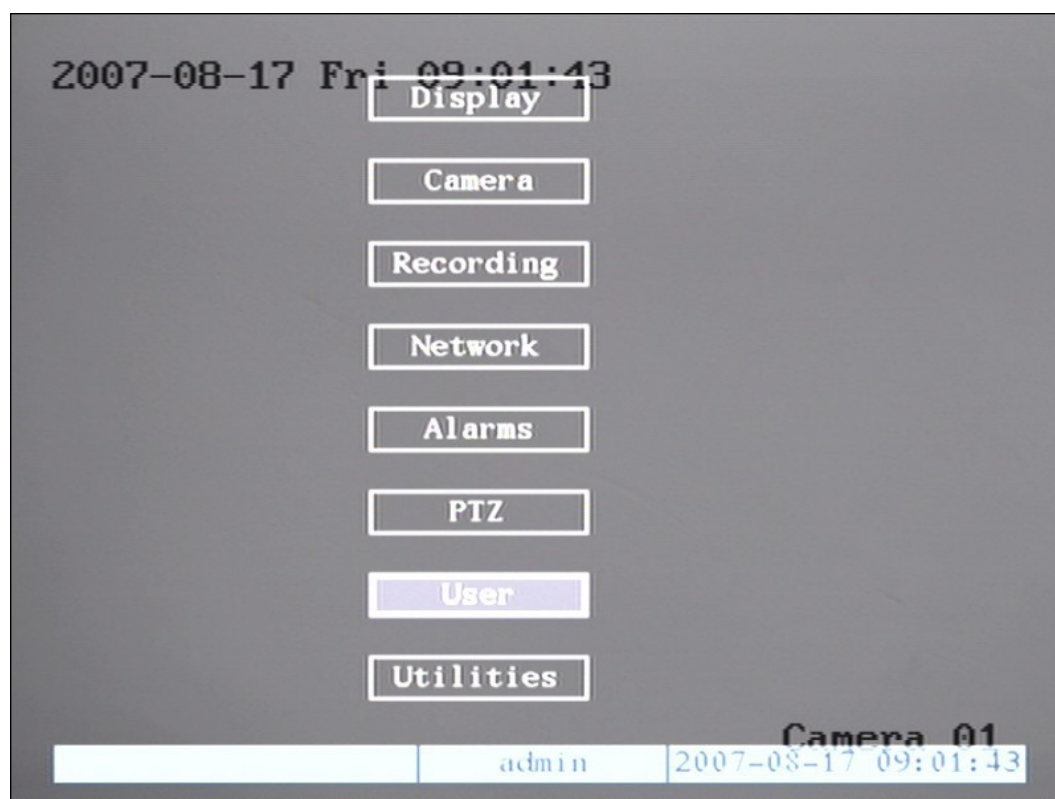 2007-08-17 Fri 09:01:43
Display
Camera
Recording
Network
Alarms
PTZ
User
Utilities
Camera 01
admin 2007-08-17 09:01:43